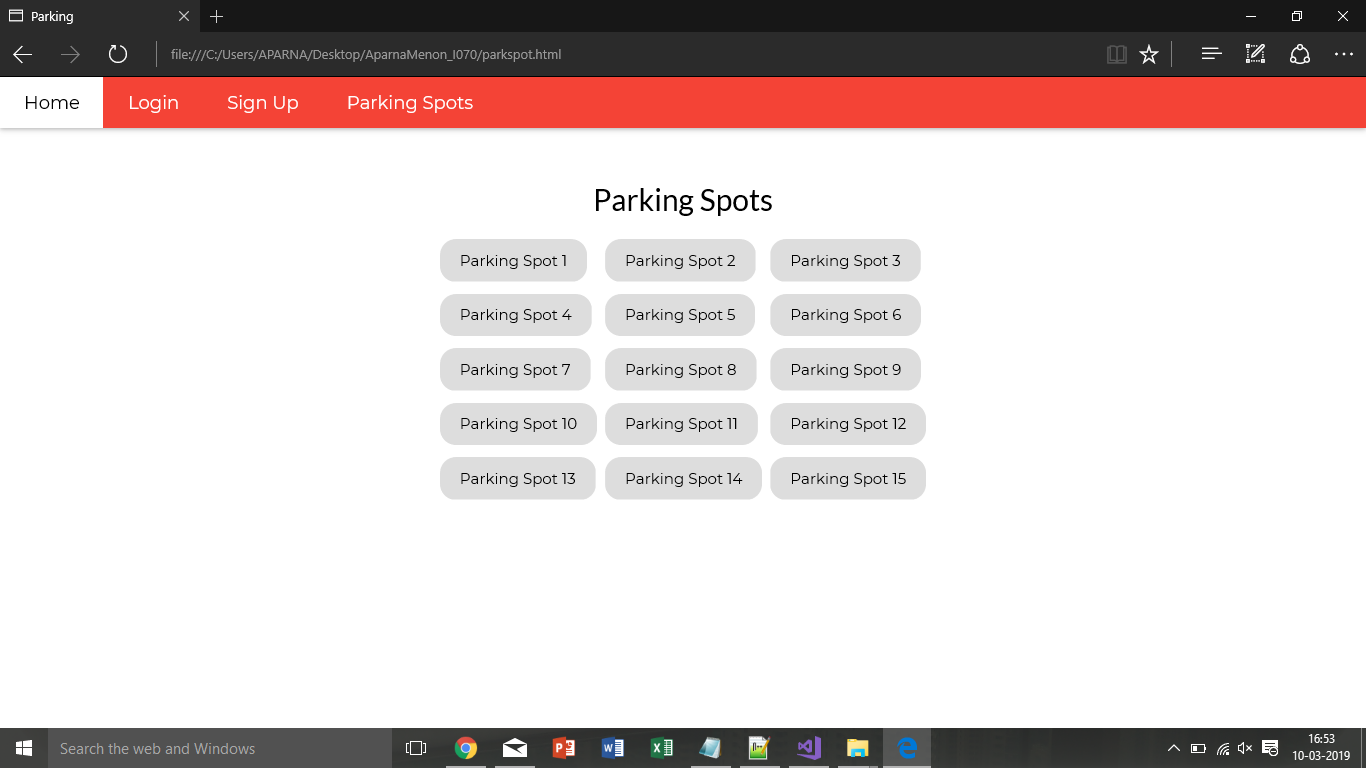 Parking
file:///C:/Users/APARNA/Desktop/AparnaMenon_I070/parkspot.html
Home Login Sign Up Parking Spots
Parking Spots
Parking Spot 1 Parking Spot 2 Parking Spot 3
Parking Spot 4 Parking Spot 5 Parking Spot 6
Parking Spot 7 Parking Spot 8 Parking Spot 9
Parking Spot 10 Parking Spot 11 Parking Spot 12
Parking Spot 13 Parking Spot 14 Parking Spot 15
Search the web and Windows
16:53
10-03-2019